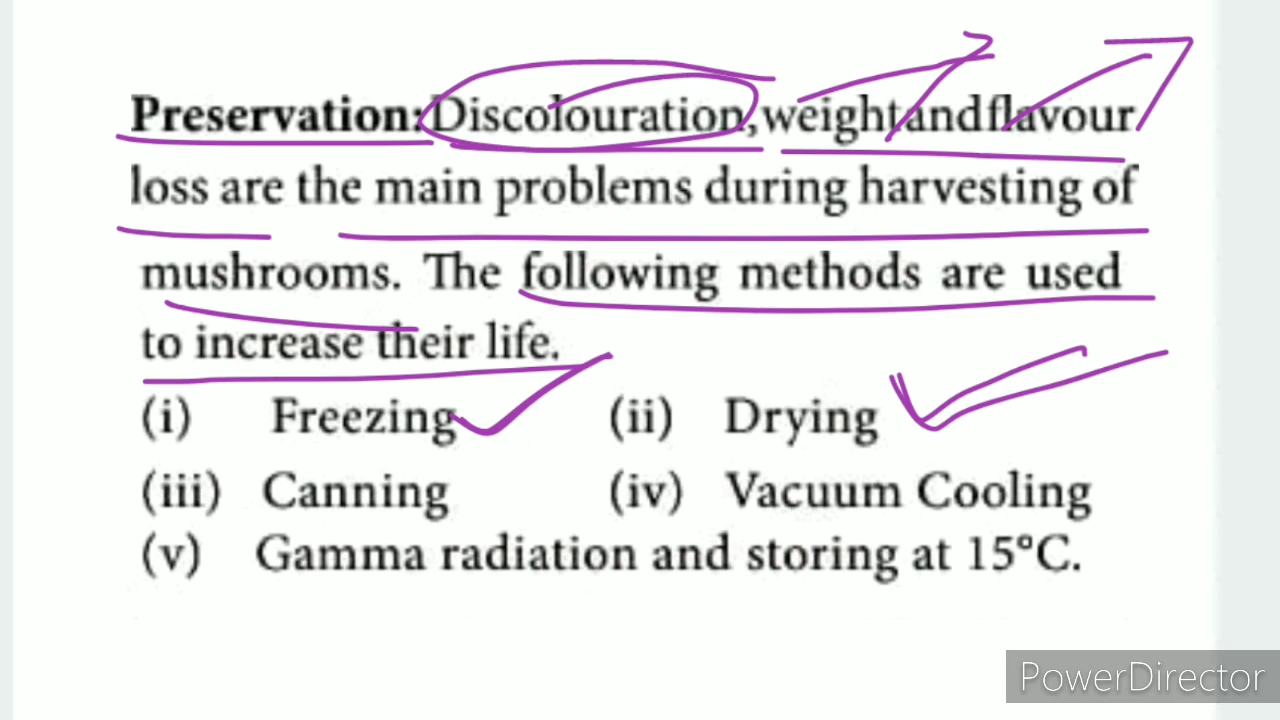 Preservation: Discolouration, weight and flavour
loss are the main problems during harvesting of
mushrooms. The following methods are used
to increase their life.
(i) Freezing (ii) Drying
(iii) Canning (iv) Vacuum Cooling
(v) Gamma radiation and storing at 15°C.
PowerDirector